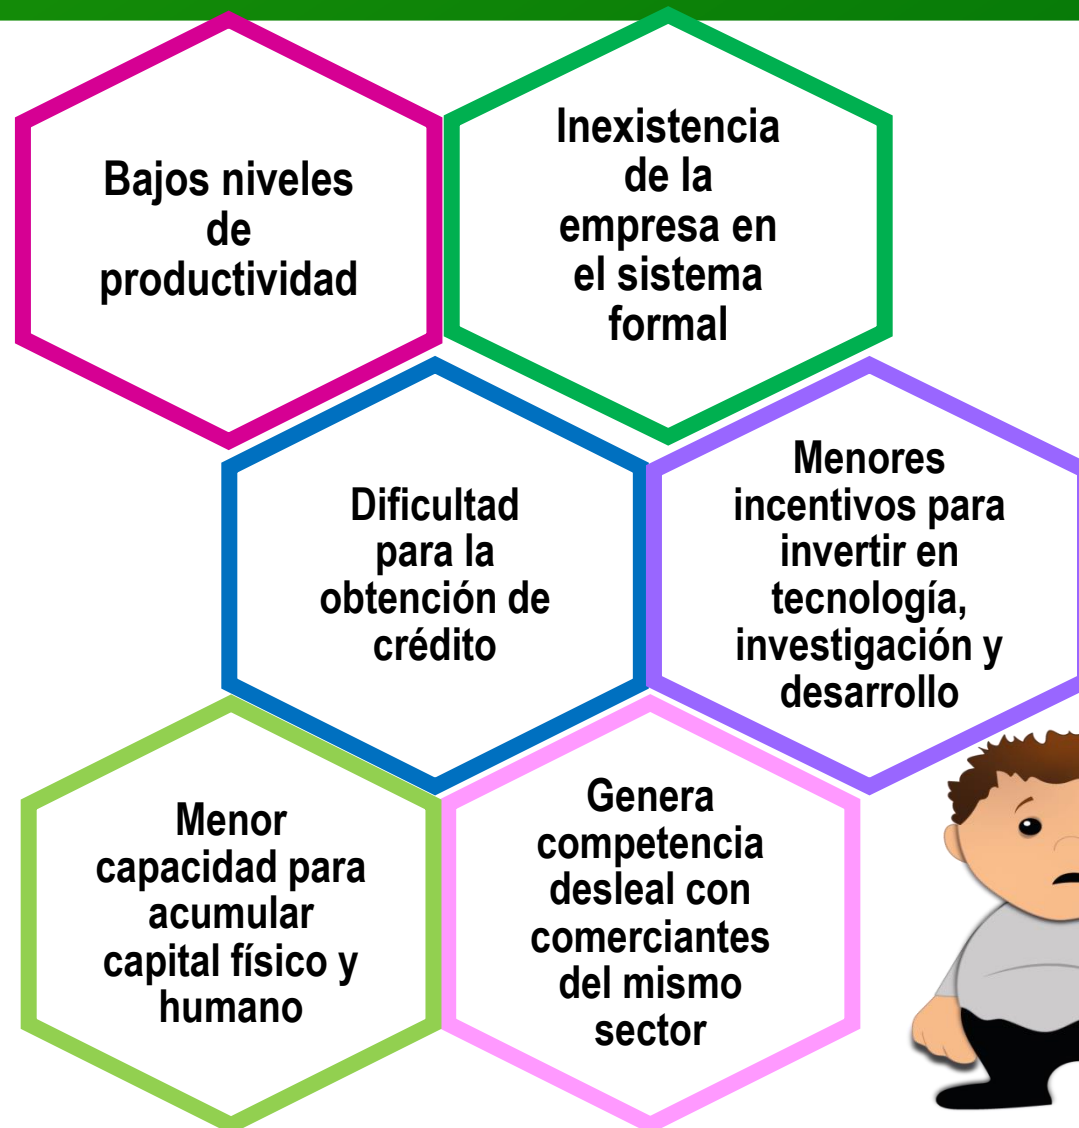 Bajos niveles
de
productividad
Inexistencia
de la
empresa en
el sistema
formal
Dificultad
para la
obtención de
crédito
Menores
incentivos para
invertir en
tecnología,
investigación y
desarrollo
Menor
capacidad para
acumular
capital físico y
humano
Genera
competencia
desleal con
comerciantes
del mismo
sector